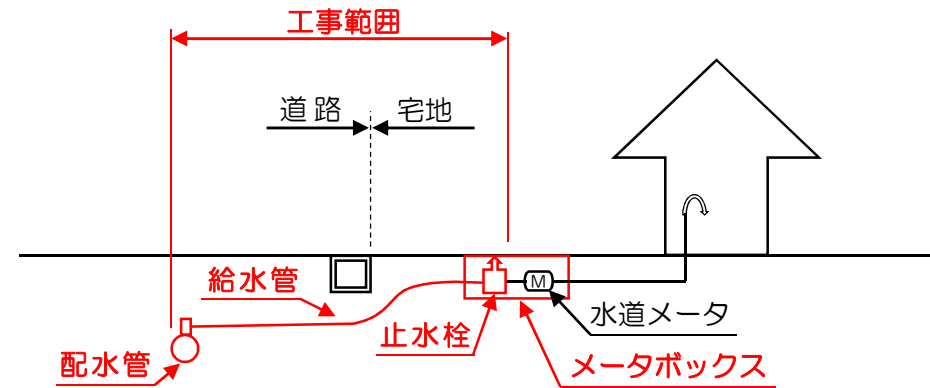 工事範囲
道路
宅地
給水管
M
水道メータ
止水栓
配水管
メータボックス